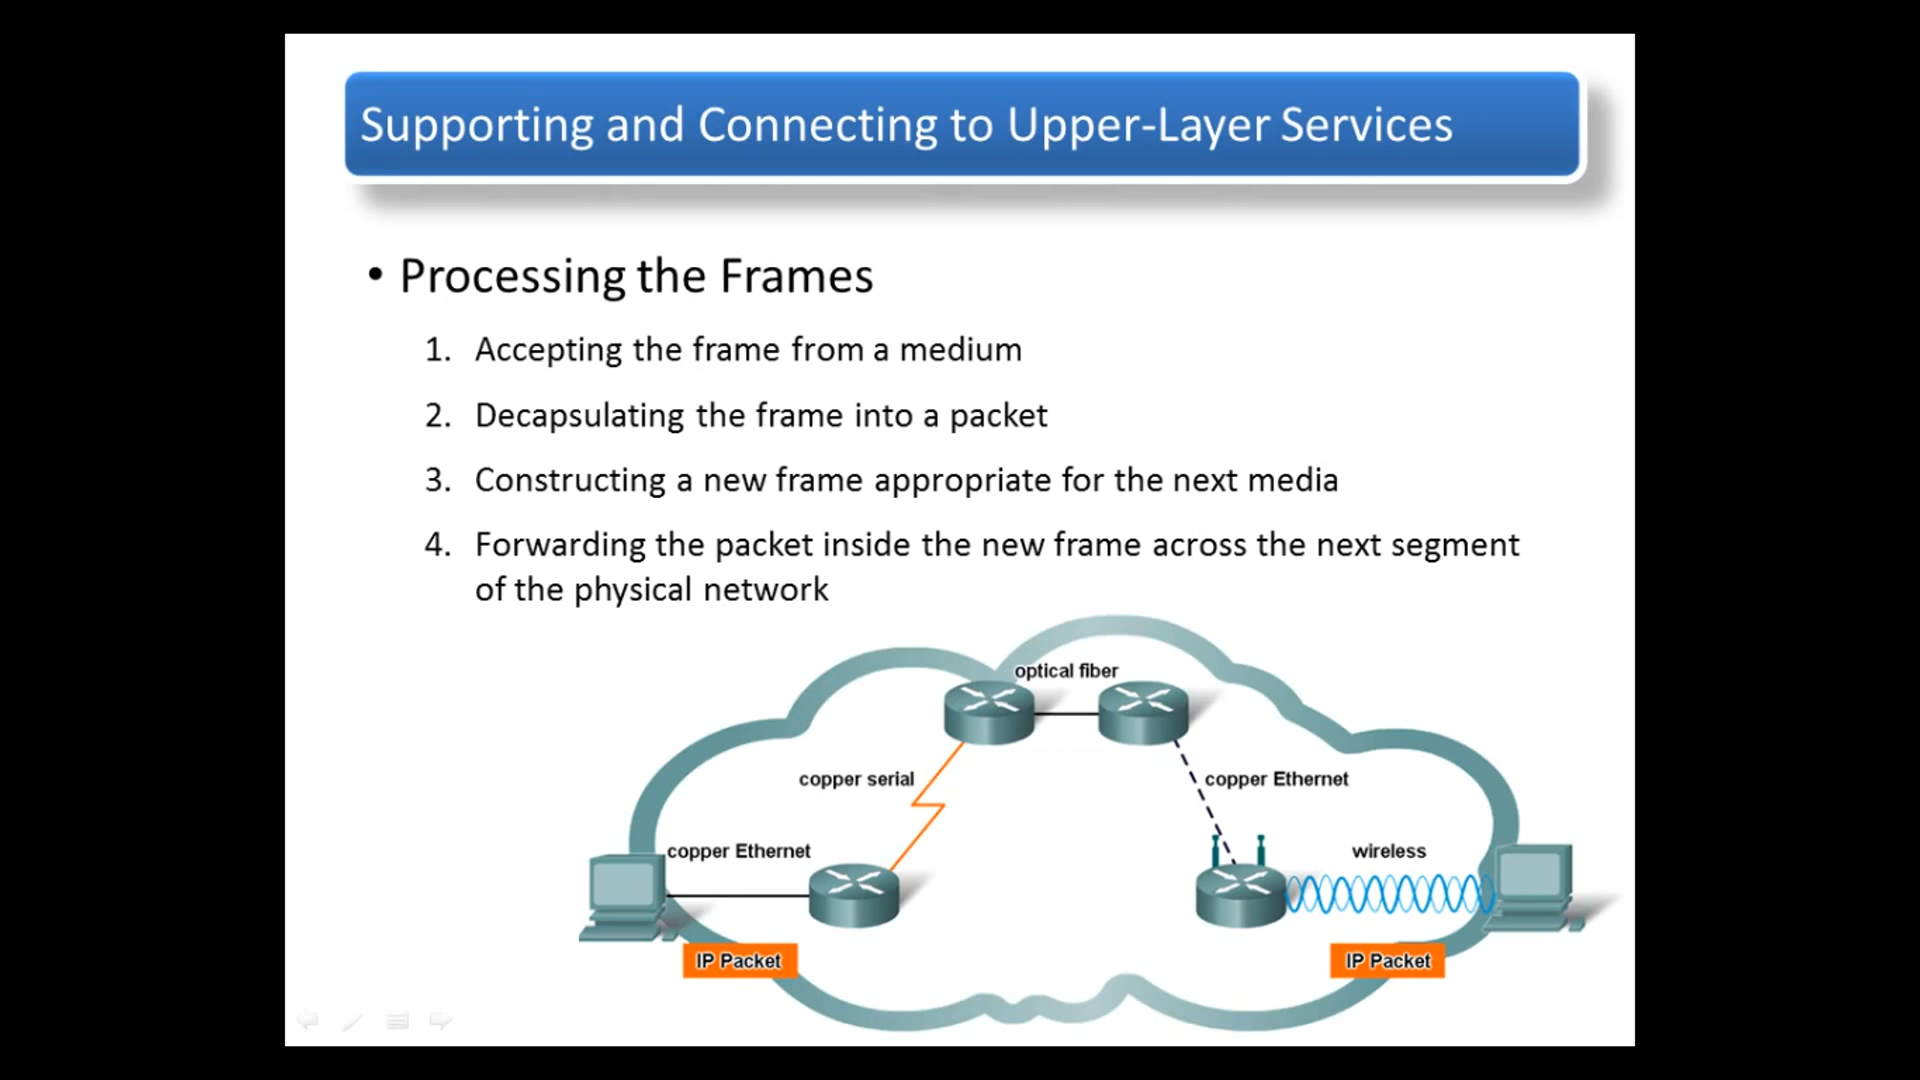 Supporting and Connecting to Upper-Layer Services
• Processing the Frames
1. Accepting the frame from a medium
2. Decapsulating the frame into a packet
3. Constructing a new frame appropriate for the next media
4. Forwarding the packet inside the new frame across the next segment
of the physical network
optical fiber
copper serial
copper Ethernet
copper Ethernet
wireless
IP Packet
IP Packet